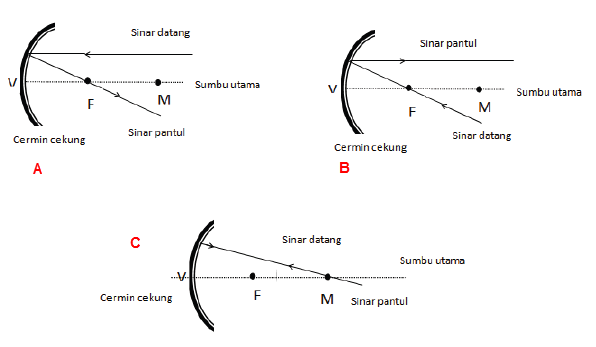 Sinar datang
V
F
M
Sumbu utama
Cermin cekung
Sinar pantul
A
Sinar pantul
V
F
M
Sumbu utama
Sinar datang
Cermin cekung
B
C
Sinar datang
Sumbu utama
V
F
M
Cermin cekung
Sinar pantul